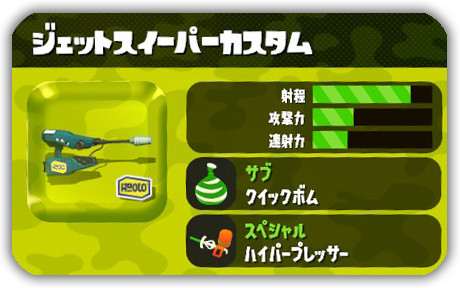 ジェットスイーパーカスタム
射程
攻撃力
連射力
サブ
クイックボム
スペシャル
ハイパープレッサー